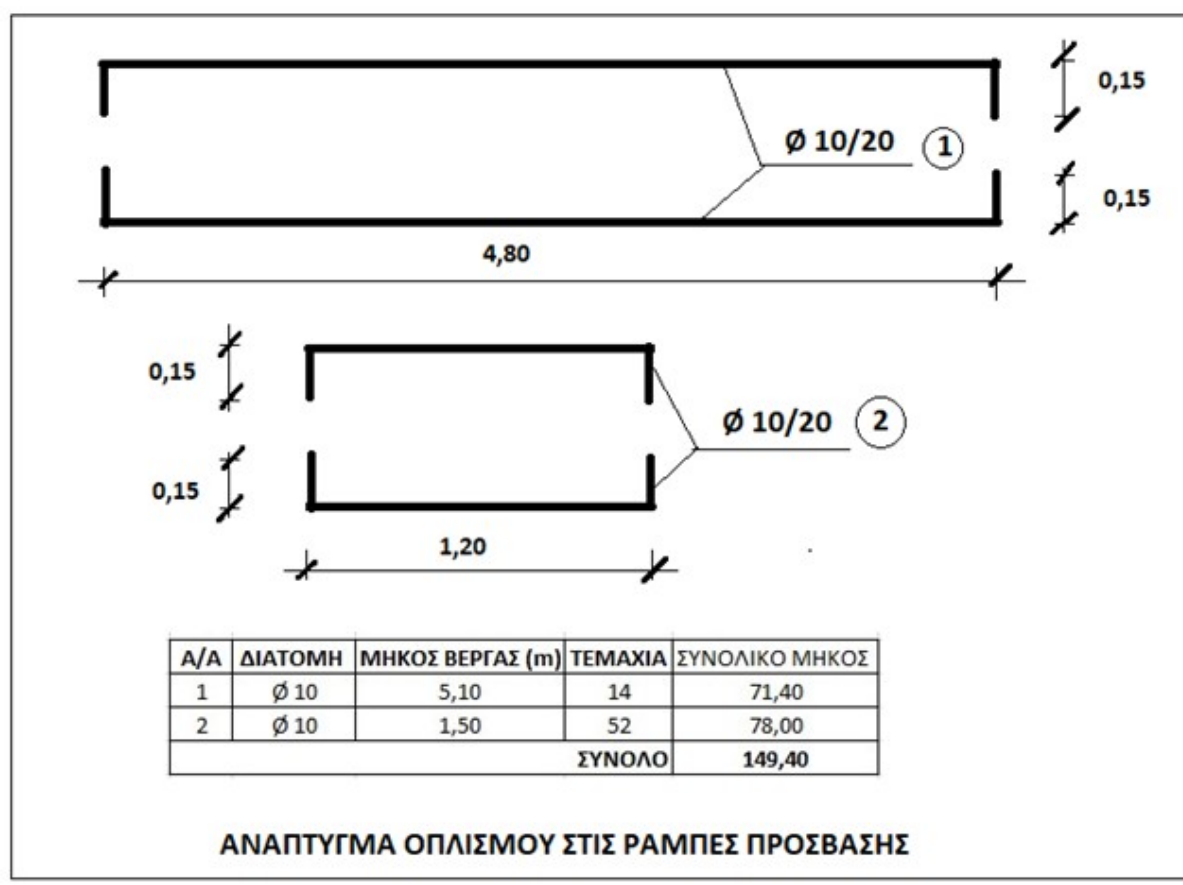 0,15
Ø 10/20 1
0,15
4,80
0,15
Ø 10/20 2
0,15
1,20
Α/Α ΔΙΑΤΟΜΗ ΜΗΚΟΣ ΒΕΡΓΑΣ (m) ΤΕΜΑΧΙΑ ΣΥΝΟΛΙΚΟ ΜΗΚΟΣ
1 Ø 10 5,10 14 71,40
2 Ø 10 1,50 52 78,00
ΣΥΝΟΛΟ 149,40
ΑΝΑΠΤΥΓΜΑ ΟΠΛΙΣΜΟΥ ΣΤΙΣ ΡΑΜΠΕΣ ΠΡΟΣΒΑΣΗΣ